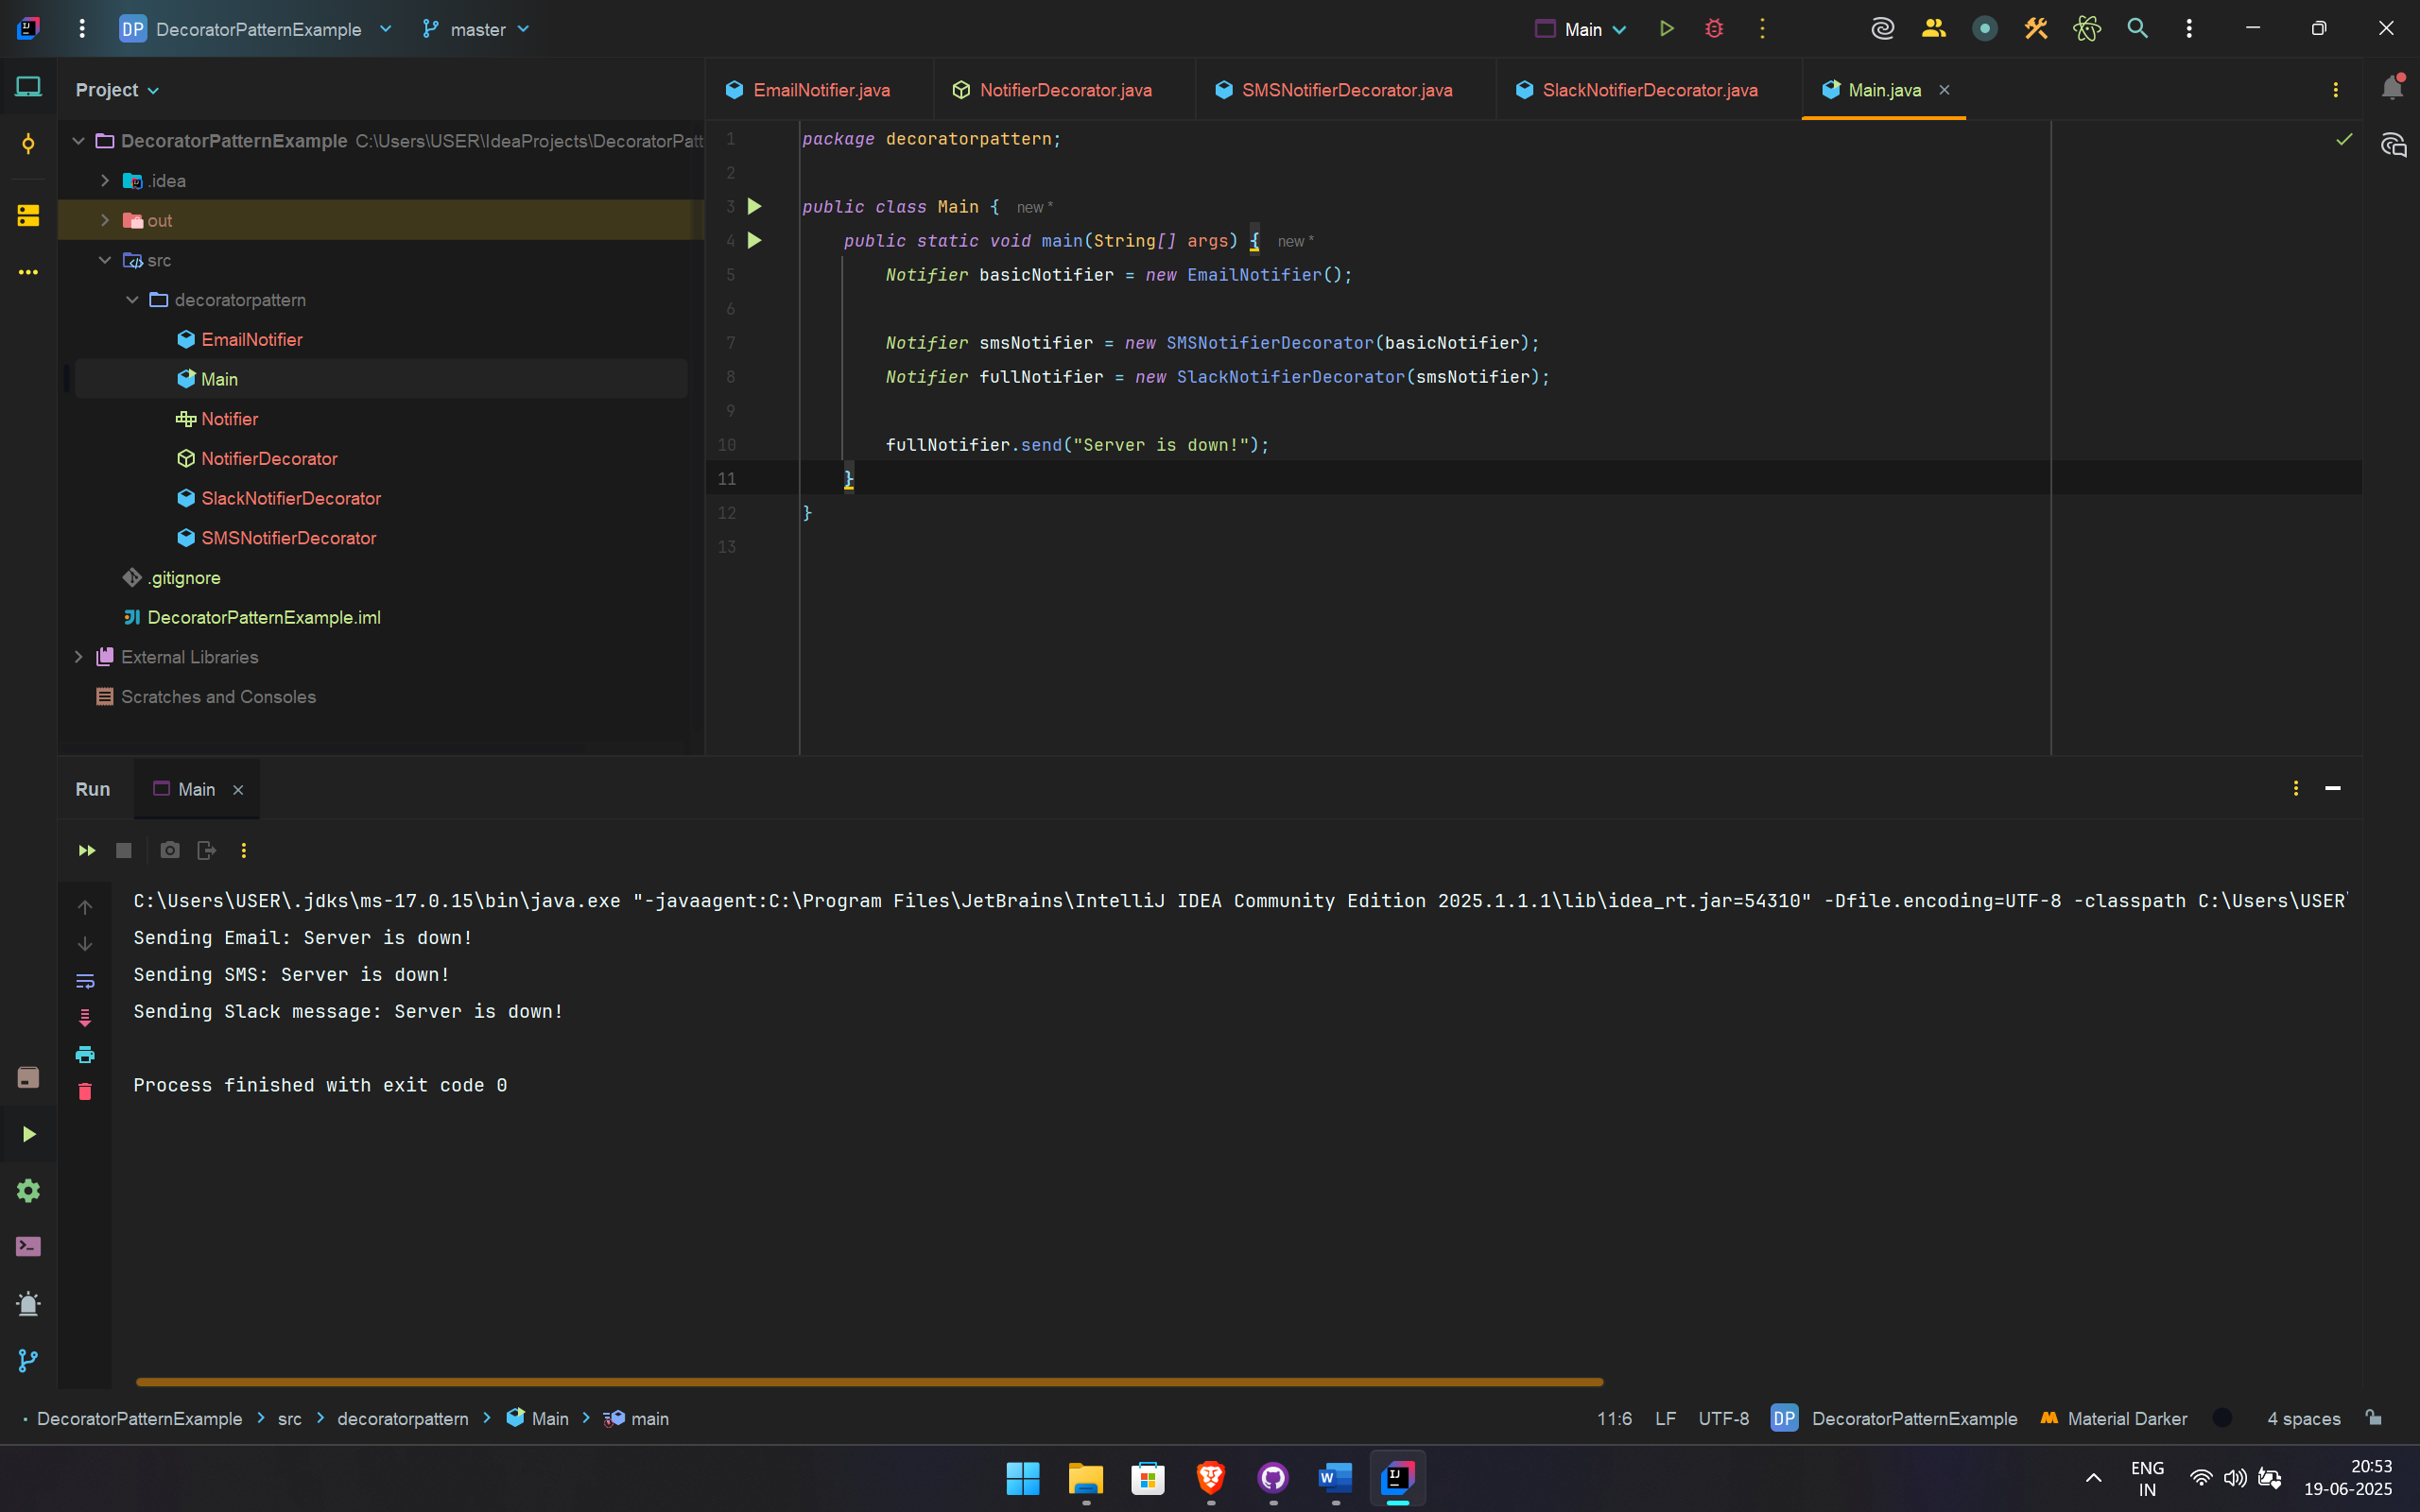 DP DecoratorPatternExample master Main
Project
EmailNotifier.java NotifierDecorator.java SMSNotifierDecorator.java SlackNotifierDecorator.java Main.java
DecoratorPatternExample C:\Users\USER\IdeaProjects\DecoratorPatt
.idea
out
src
decoratorpattern
EmailNotifier
Main
Notifier
NotifierDecorator
SlackNotifierDecorator
SMSNotifierDecorator
.gitignore
DecoratorPatternExample.iml
External Libraries
Scratches and Consoles
1 package decoratorpattern;
2
3 public class Main { new *
4 public static void main(String[] args) { new *
5 Notifier basicNotifier = new EmailNotifier();
6
7 Notifier smsNotifier = new SMSNotifierDecorator(basicNotifier);
8 Notifier fullNotifier = new SlackNotifierDecorator(smsNotifier);
9
10 fullNotifier.send("Server is down!");
11 }
12 }
13
Run Main
C:\Users\USER\.jdks\ms-17.0.15\bin\java.exe "-javaagent:C:\Program Files\JetBrains\IntelliJ IDEA Community Edition 2025.1.1.1\lib\idea_rt.jar=54310" -Dfile.encoding=UTF-8 -classpath C:\Users\USER
Sending Email: Server is down!
Sending SMS: Server is down!
Sending Slack message: Server is down!
Process finished with exit code 0
DecoratorPatternExample src decoratorpattern Main main 11:6 LF UTF-8 DP DecoratorPatternExample Material Darker 4 spaces
ENG 20:53
IN 19-06-2025